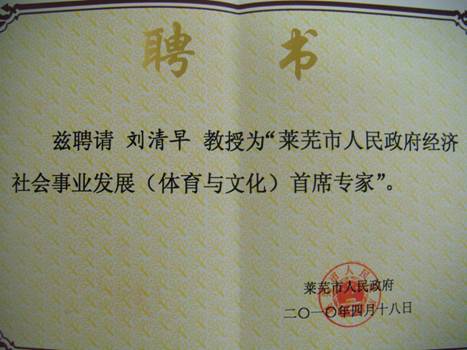 聘书
兹聘请 刘清早 教授为“莱芜市人民政府经济
社会事业发展（体育与文化）首席专家”。
莱芜市人民政府
二〇一〇年四月十八日